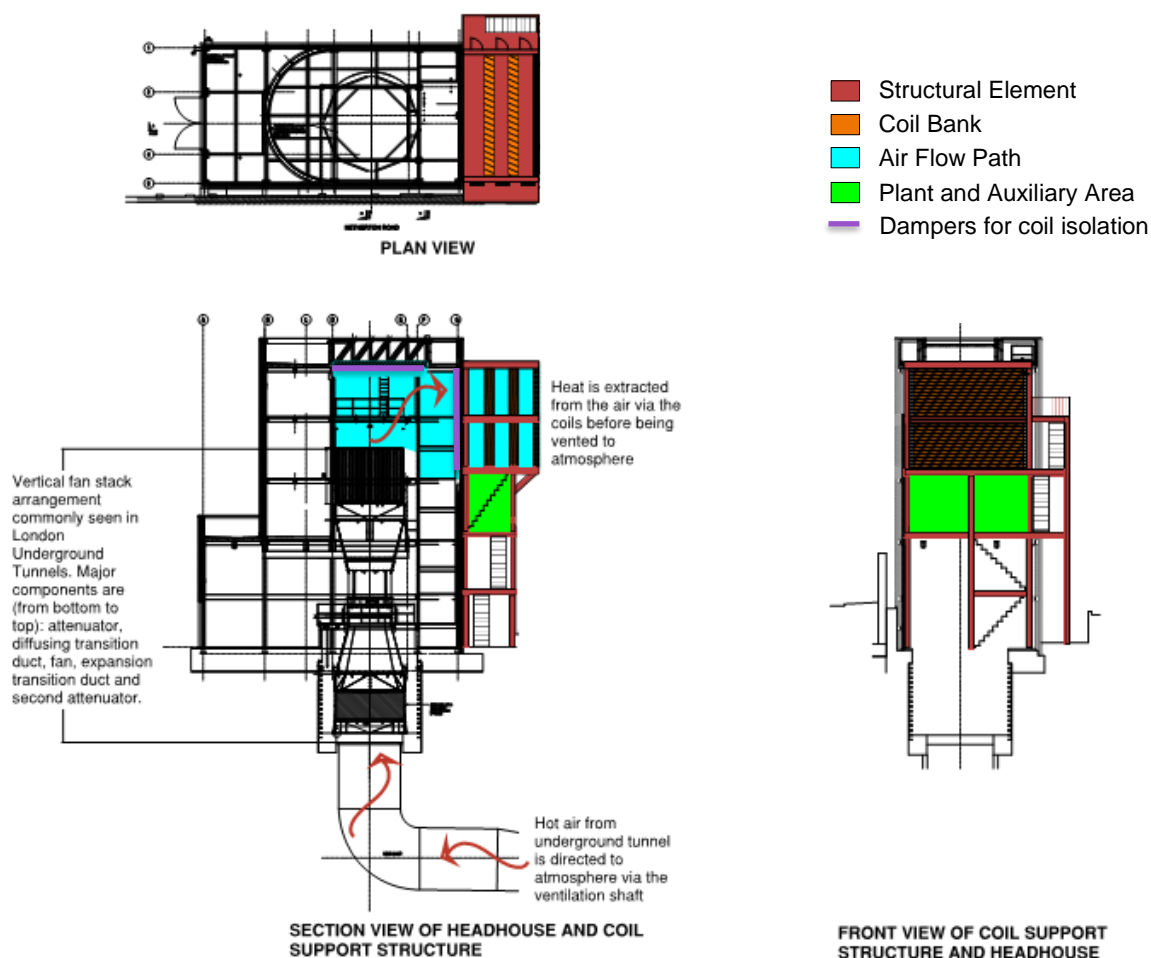 Structural Element
Coil Bank
Air Flow Path
Plant and Auxiliary Area
Dampers for coil isolation
NETHERTON ROAD
PLAN VIEW
Heat is extracted
from the air via the
coils before being
vented to
atmosphere
Vertical fan stack
arrangement
commonly seen in
London
Underground
Tunnels. Major
components are
(from bottom to
top): attenuator,
diffusing transition
duct, fan, expansion
transition duct and
second attenuator.
Hot air from
underground tunnel
is directed to
atmosphere via the
ventilation shaft
SECTION VIEW OF HEADHOUSE AND COIL
SUPPORT STRUCTURE
FRONT VIEW OF COIL SUPPORT
STRUCTURE AND HEADHOUSE